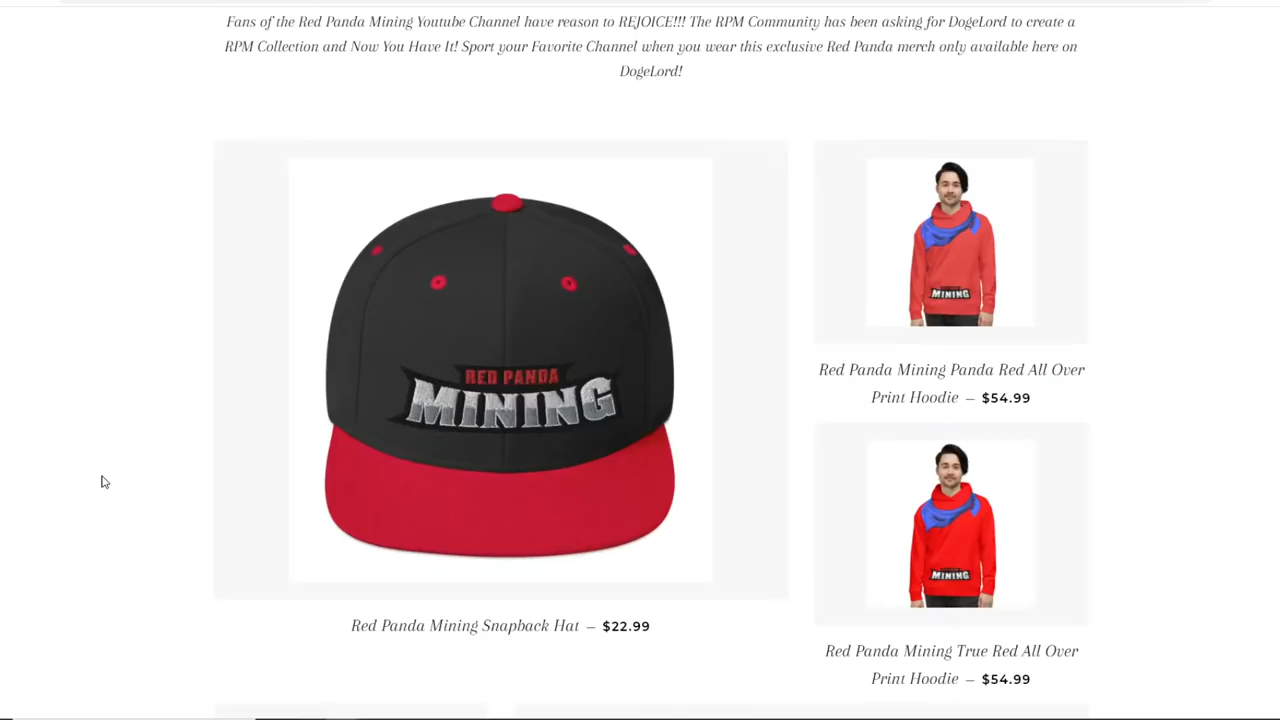 Fans of the Red Panda Mining Youtube Channel have reason to REJOICE!!! The RPM Community has been asking for DogeLord to create a
RPM Collection and Now You Have It! Sport your Favorite Channel when you wear this exclusive Red Panda merch only available here on
DogeLord!
RED PANDA
MINING
Red Panda Mining Snapback Hat – $22.99
MINING
Red Panda Mining Panda Red All Over
Print Hoodie – $54.99
MINING
Red Panda Mining True Red All Over
Print Hoodie – $54.99